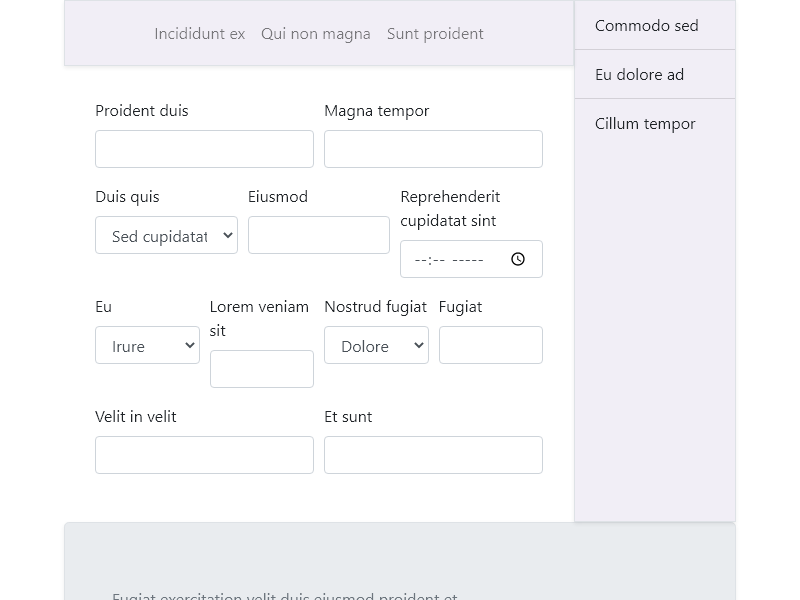 Incididunt ex Qui non magna Sunt proident
Commodo sed
Eu dolore ad
Cillum tempor
Proident duis Magna tempor
Duis quis Eiusmod Reprehenderit
cupidatat sint
Sed cupidatat
--:-- -----
Eu Lorem veniam Nostrud fugiat Fugiat
sit
Irure Dolore
Velit in velit Et sunt
Fugiat exercitation velit duis eiusmod proident et